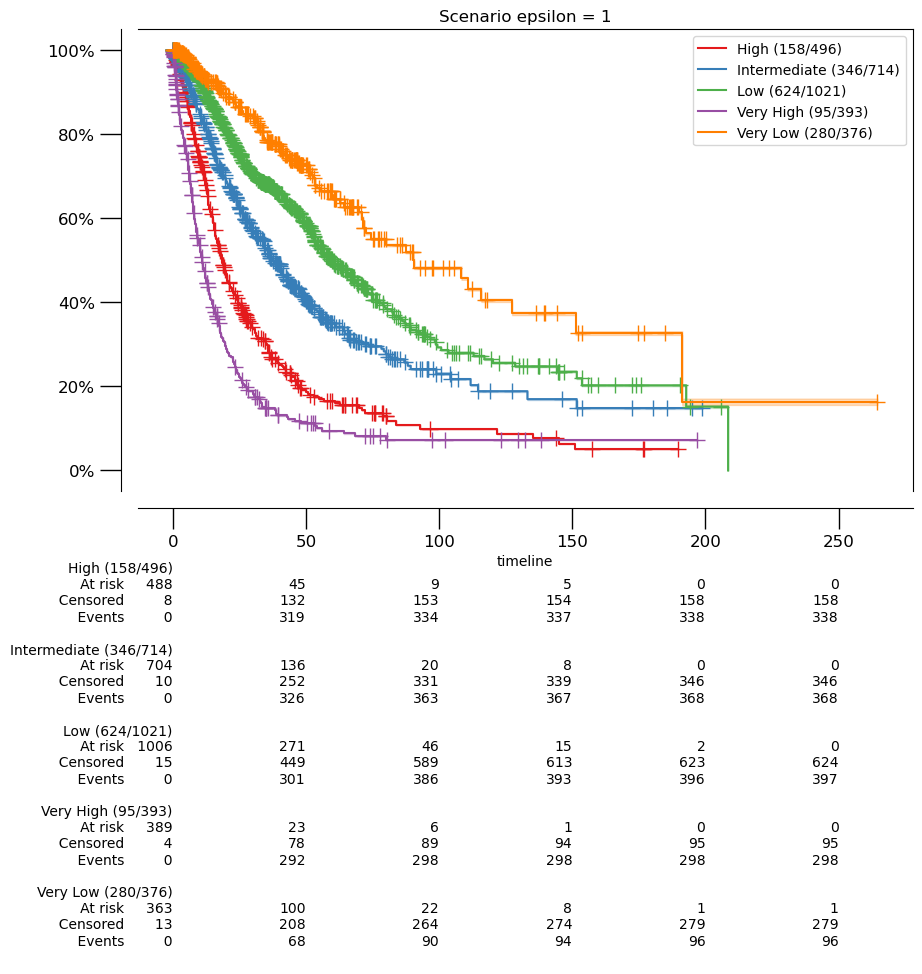 Scenario epsilon = 1
High (158/496)
Intermediate (346/714)
Low (624/1021)
Very High (95/393)
Very Low (280/376)
100%
80%
60%
40%
20%
0%
0 50 100 150 200 250
timeline
High (158/496)
At risk 488 45 9 5 0 0
Censored 8 132 153 154 158 158
Events 0 319 334 337 338 338
Intermediate (346/714)
At risk 704 136 20 8 0 0
Censored 10 252 331 339 346 346
Events 0 326 363 367 368 368
Low (624/1021)
At risk 1006 271 46 15 2 0
Censored 15 449 589 613 623 624
Events 0 301 386 393 396 397
Very High (95/393)
At risk 389 23 6 1 0 0
Censored 4 78 89 94 95 95
Events 0 292 298 298 298 298
Very Low (280/376)
At risk 363 100 22 8 1 1
Censored 13 208 264 274 279 279
Events 0 68 90 94 96 96